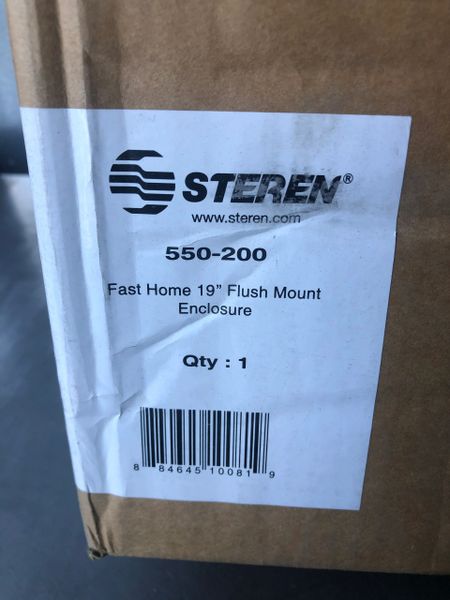 STEREN®
www.steren.com
550-200
Fast Home 19” Flush Mount
Enclosure
Qty : 1
8 84645 10081 9